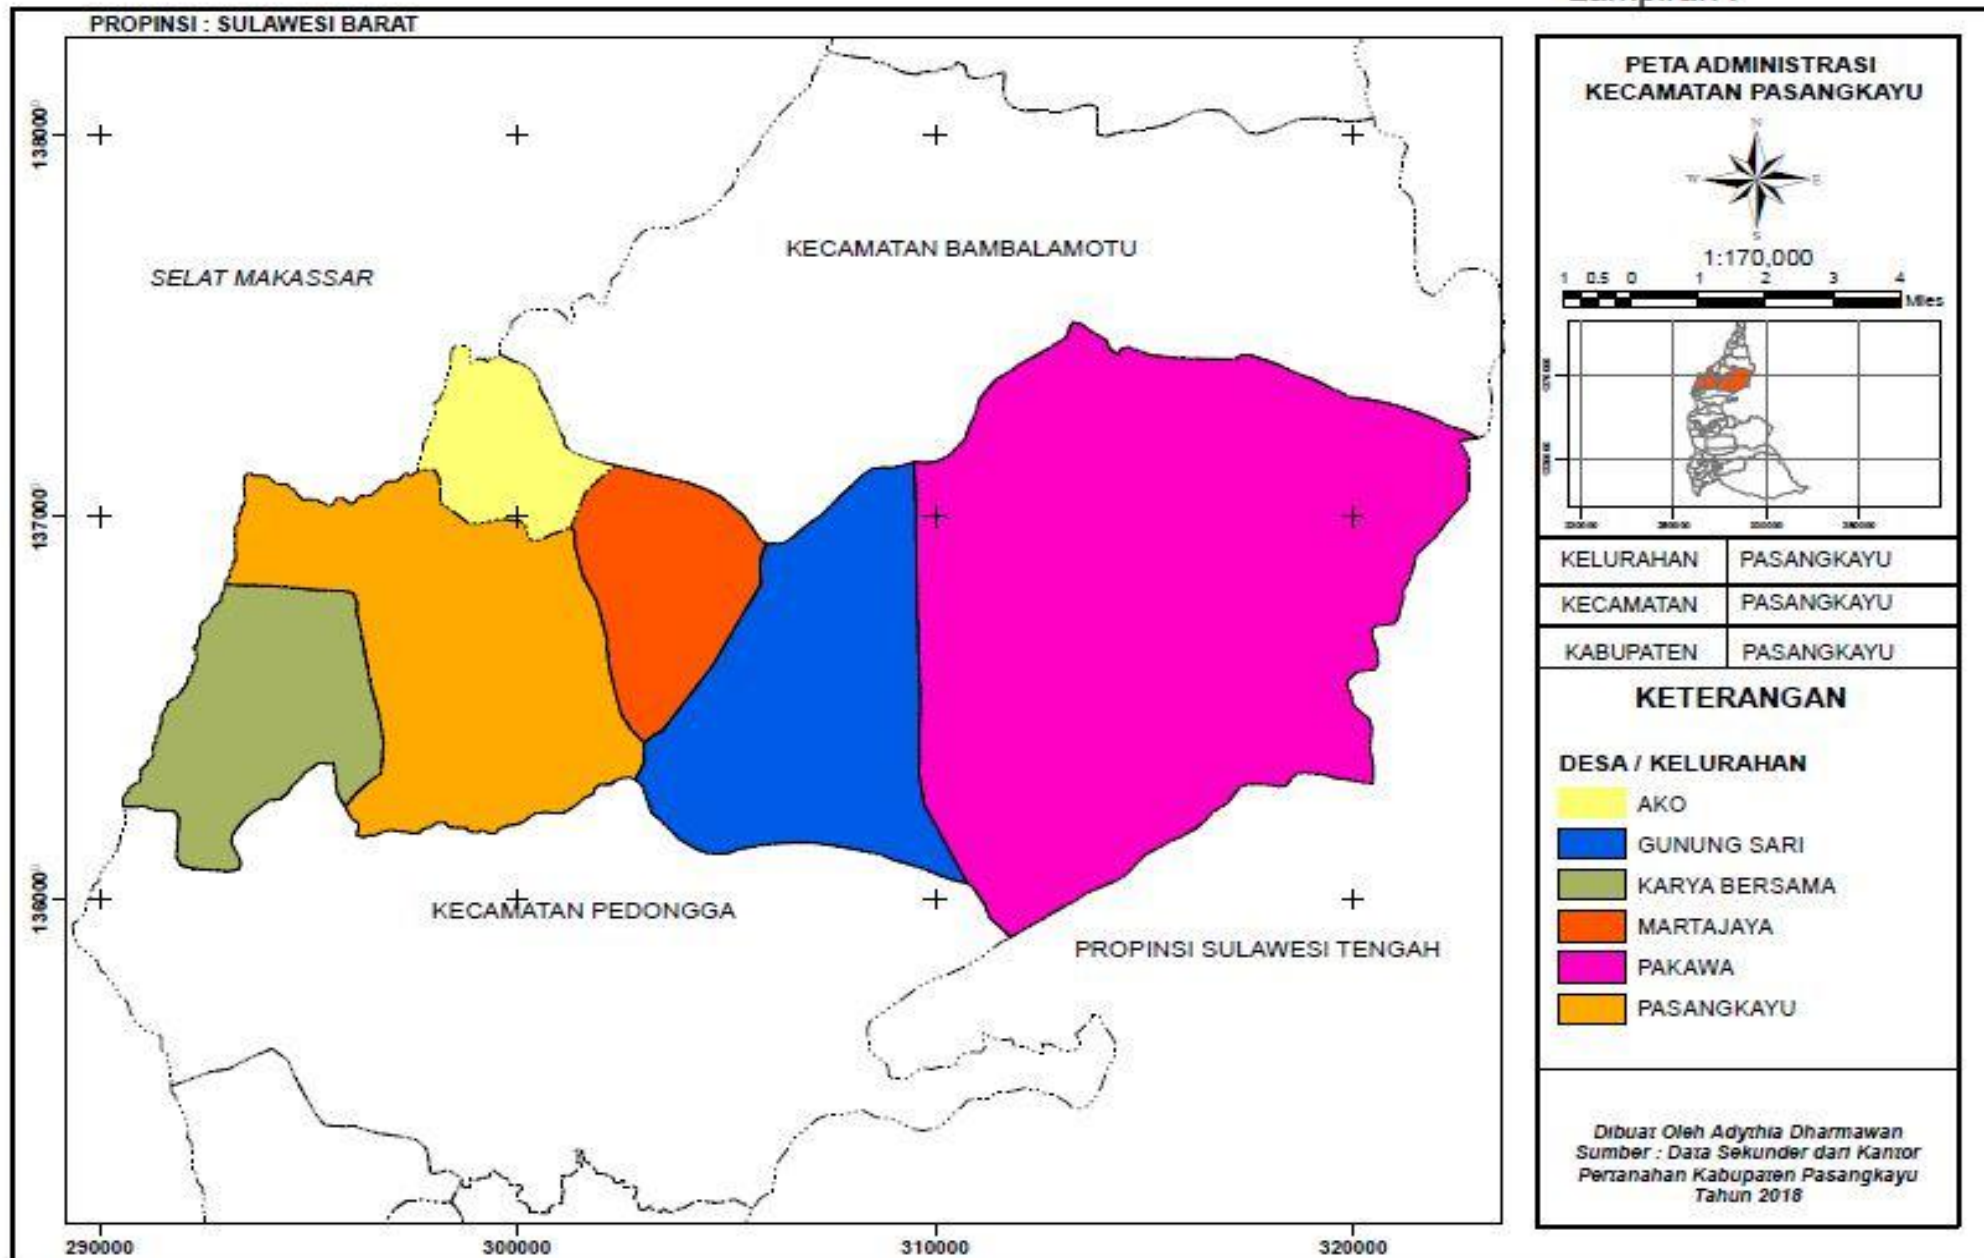 PROPINSI : SULAWESI BARAT
SELAT MAKASSAR
KECAMATAN BAMBALAMOTU
KECAMATAN PEDONGGA
PROPINSI SULAWESI TENGAH
290000 300000 310000 320000
PETA ADMINISTRASI
KECAMATAN PASANGKAYU
N
W E
S
1:170,000
1 0.5 0 1 2 3 4
Miles
KELURAHAN PASANGKAYU
KECAMATAN PASANGKAYU
KABUPATEN PASANGKAYU
KETERANGAN
DESA / KELURAHAN
AKO
GUNUNG SARI
KARYA BERSAMA
MARTAJAYA
PAKAWA
PASANGKAYU
Dibuat Oleh Adythia Dharmawan
Sumber : Data Sekunder dari Kantor
Pertanahan Kabupaten Pasangkayu
Tahun 2018